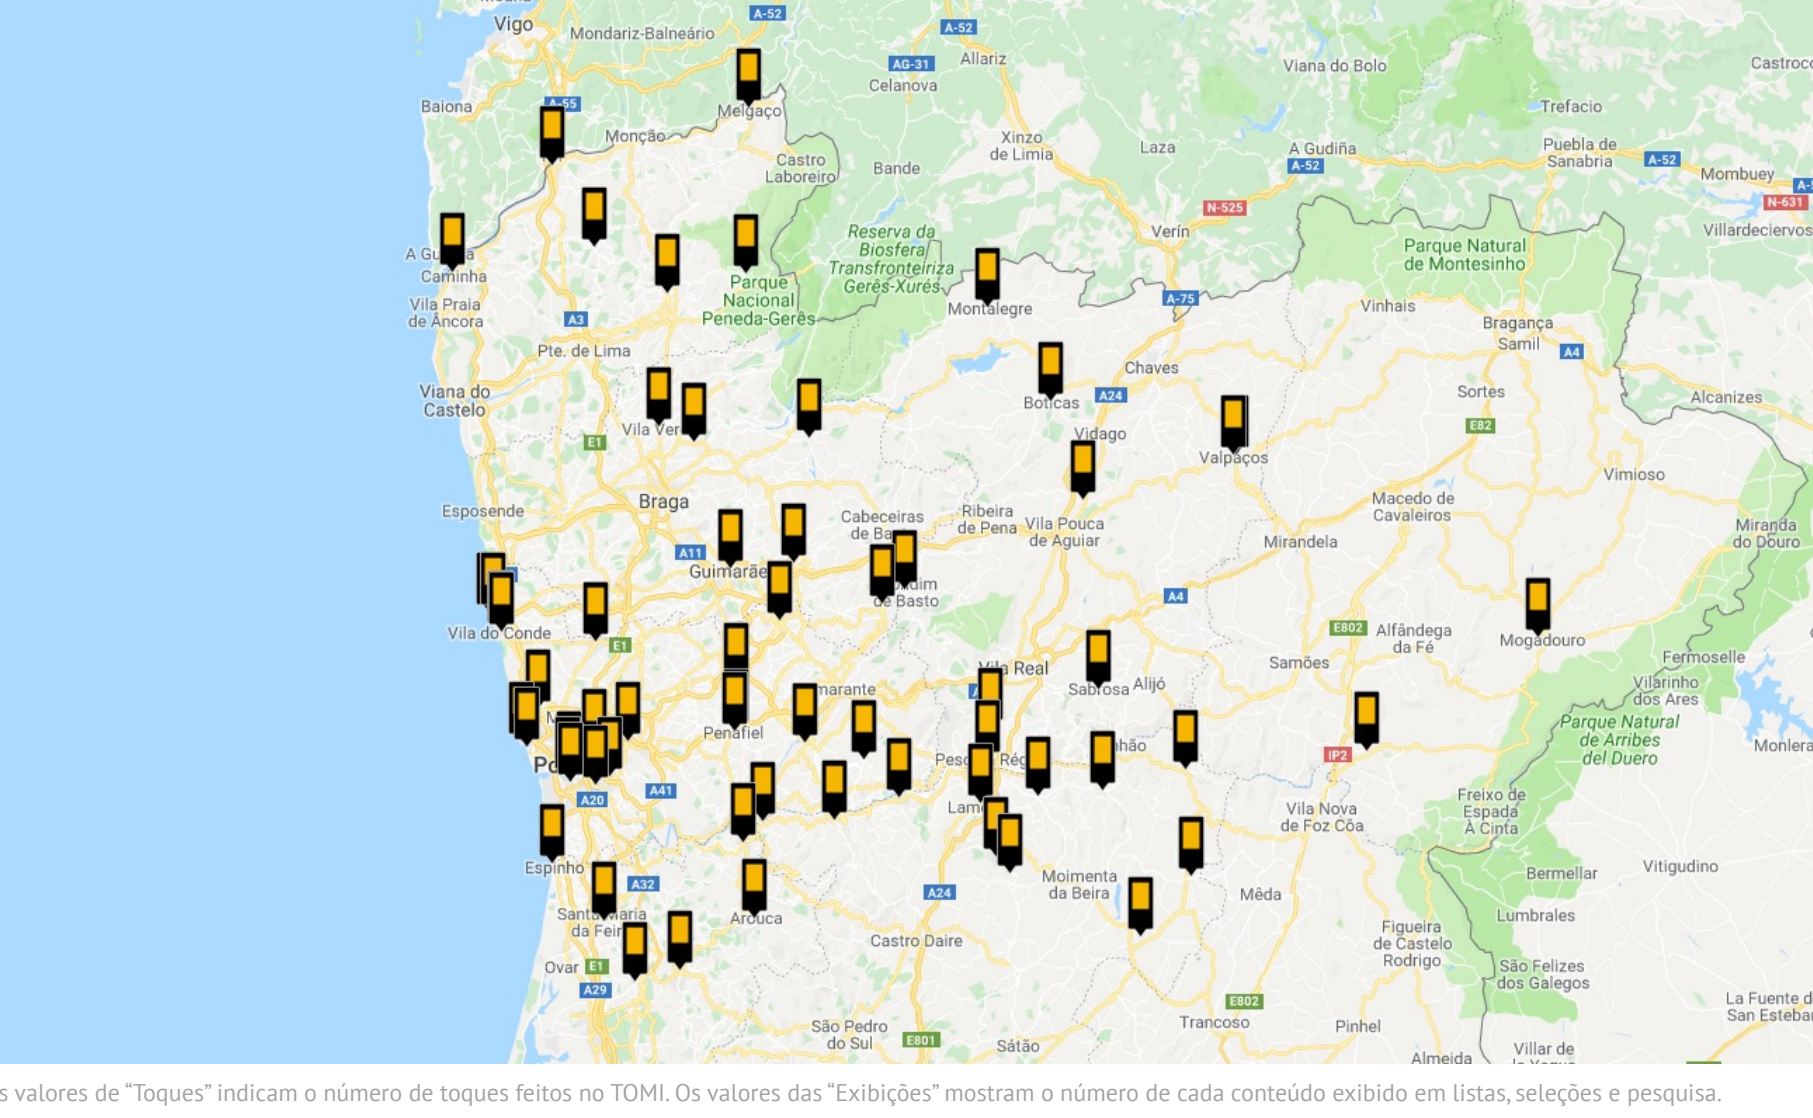 Vigo
Mondariz-Balneário
A-52
A-52
Allariz
AG-31
Celanova
Viana do Bolo
Baiona
A-55
Melgaço
Monção
Trefacio
Xinzo
de Limia
Laza
A Gudiña
A-52
Puebla de
Sanabria
A-52
Mombuey
Castro
Laboreiro
Bande
N-525
N-631
Verín
Villardeciervos
Reserva da
Biosfera
Transfronteiriza
Gerês-Xurés
Parque Natural
de Montesinho
Caminha
Parque
Nacional
Peneda-Gerês
Montalegre
A-75
Vinhais
Vila Praia
de Âncora
A3
Bragança
Samil
A4
Pte. de Lima
Chaves
Viana do
Castelo
Boticas
A24
Sortes
Alcanizes
E82
Vila
E1
Vidago
Valpaços
Vimioso
Braga
Esposende
Cabeceiras
Ribeira
de Pena
Vila Pouca
de Aguiar
Macedo de
Cavaleiros
Miranda
do Douro
Mirandela
A11
de Basto
A4
Vila do Conde
E1
E802
Alfândega
da Fé
Mogadouro
Samões
Fermoselle
Real
Sabrosa
Alijó
Vilarinho
dos Ares
Penafiel
Parque Natural
de Arribes
del Duero
IP2
A20
A41
Vila Nova
de Foz Côa
Freixo de
Espada
À Cinta
Espinho
A32
Moimenta
da Beira
A24
Mêda
Bermellar
Vitigudino
Lumbrales
Arouca
Castro Daire
Figueira
de Castelo
Rodrigo
Ovar
E1
A29
São Felizes
dos Galegos
E802
Trancoso
Pinhel
La Fuente d
San Esteba
São Pedro
do Sul
E801
Sátão
Almeida
Villar de
s valores de “Toques” indicam o número de toques feitos no TOMI. Os valores das “Exibições” mostram o número de cada conteúdo exibido em listas, seleções e pesquisa.